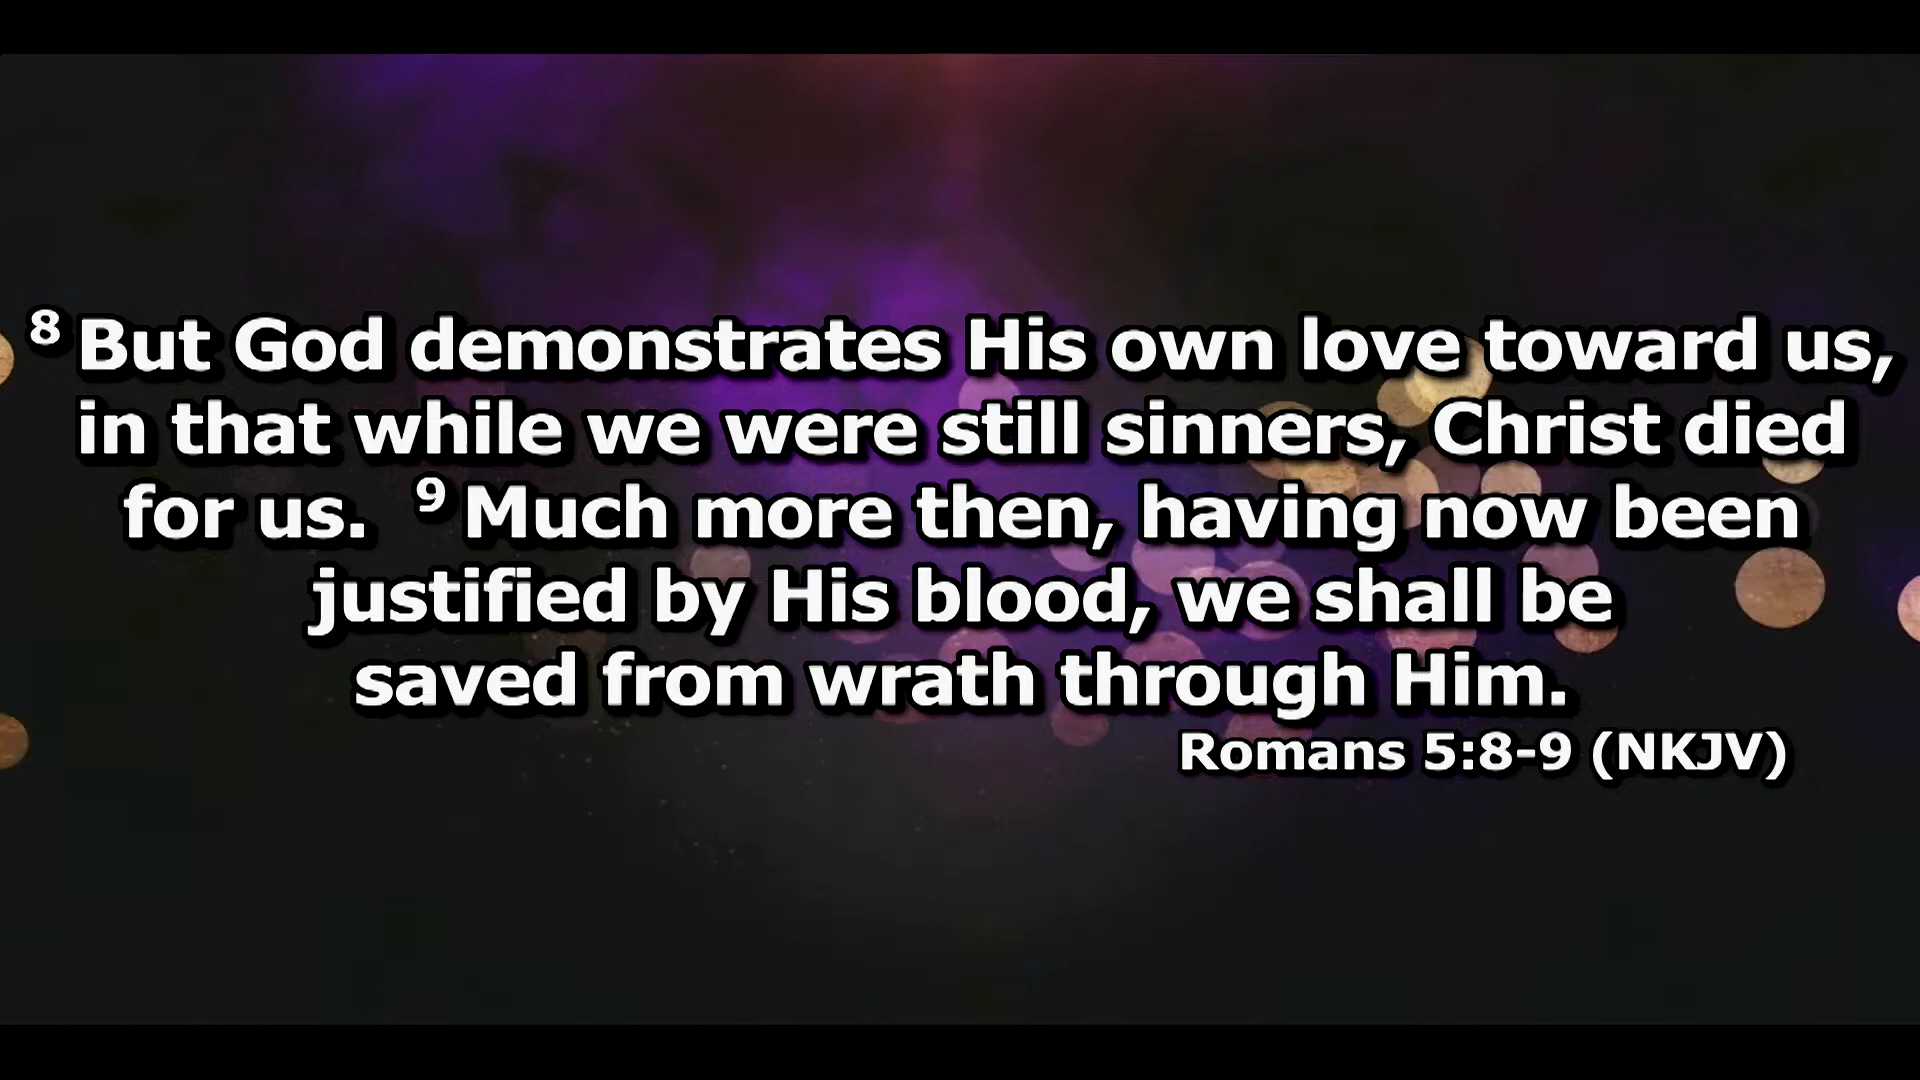 8 But God demonstrates His own love toward us,
in that while we were still sinners, Christ died
for us. 9 Much more then, having now been
justified by His blood, we shall be
saved from wrath through Him.
Romans 5:8-9 (NKJV)